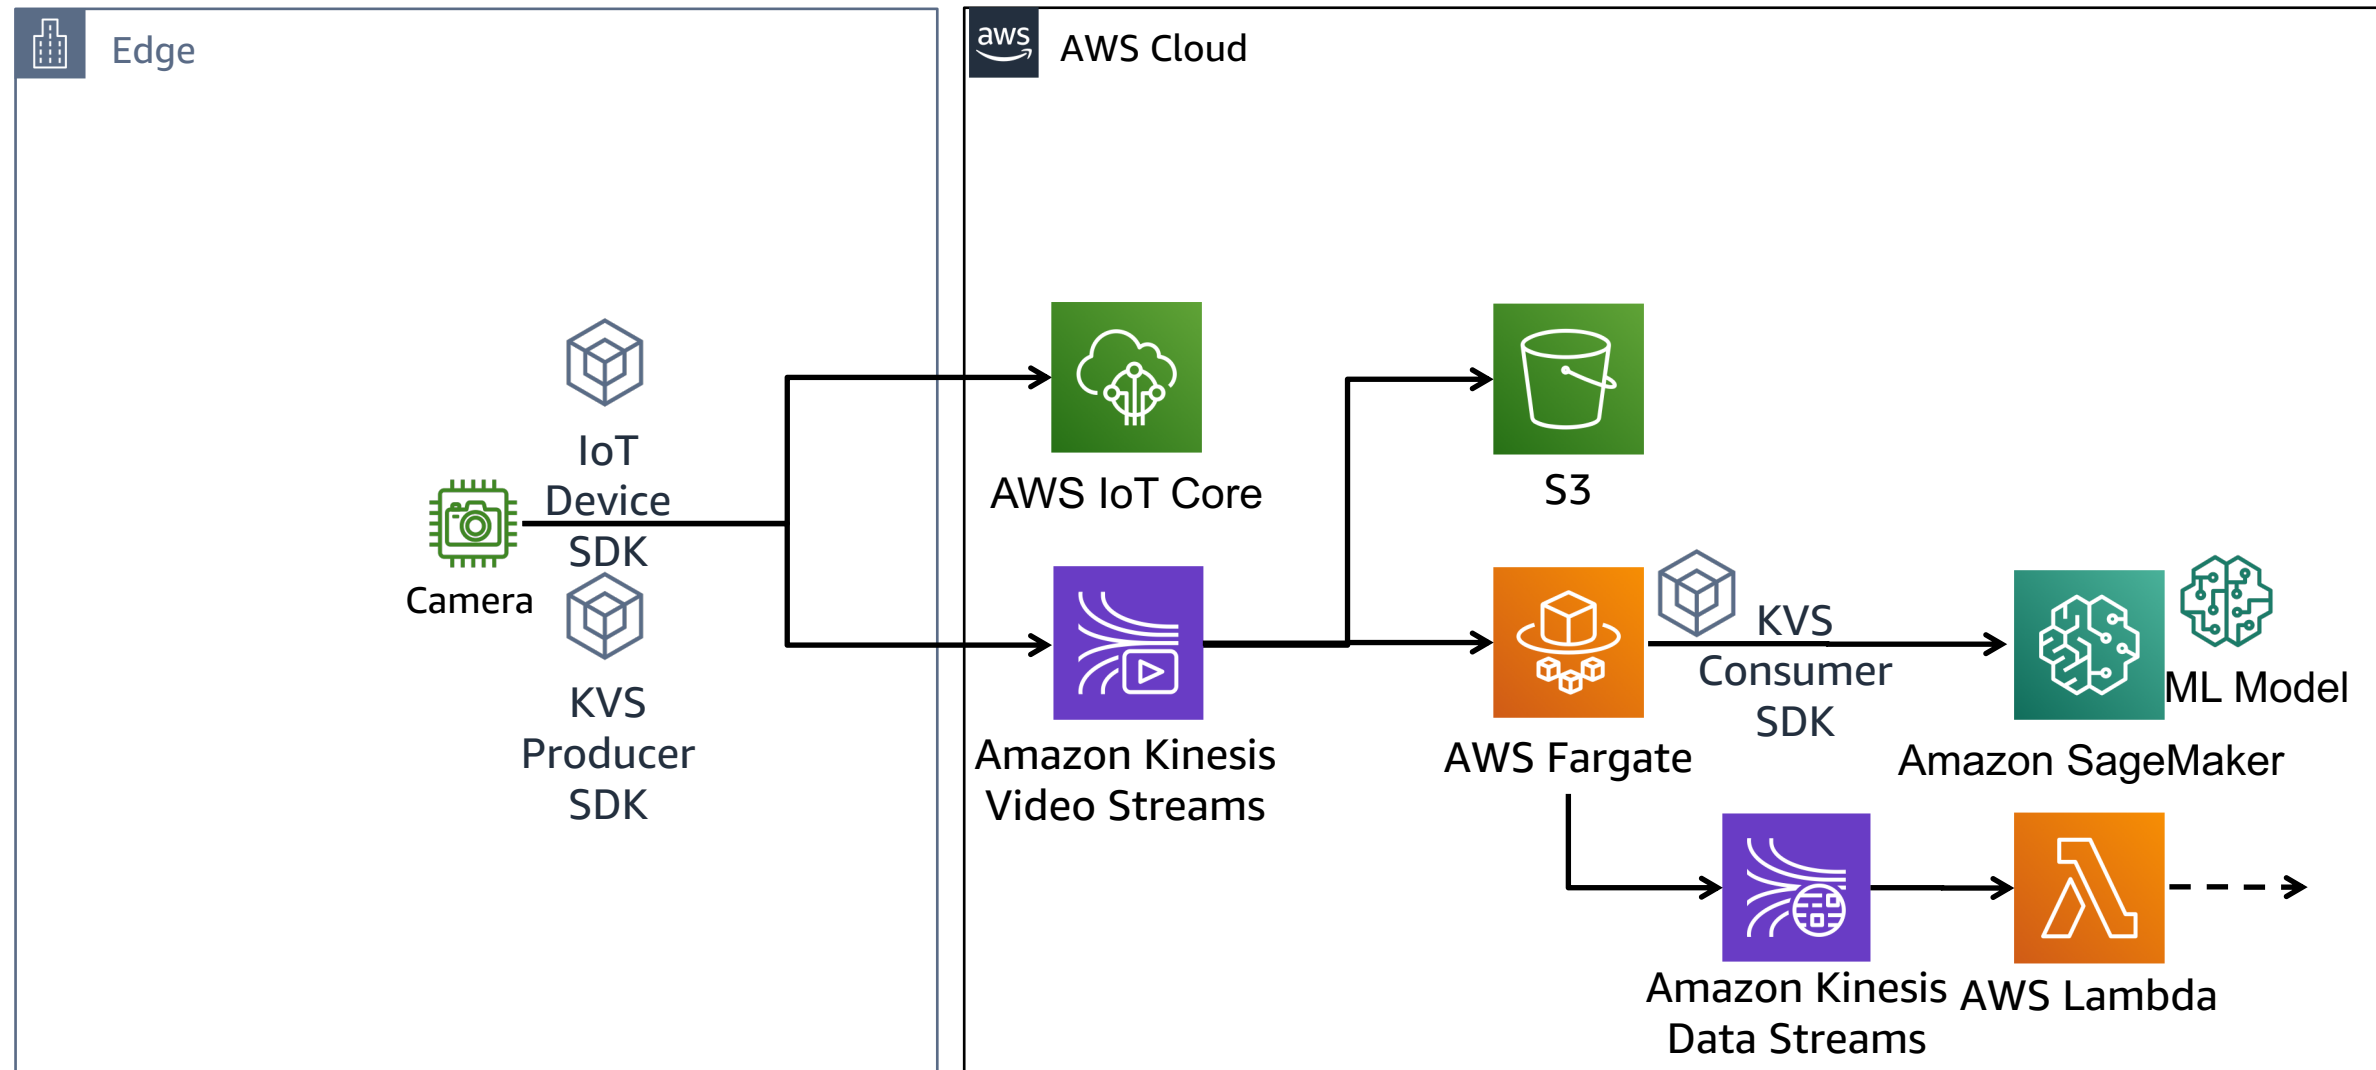 Edge
aws
AWS Cloud
IoT
Device
SDK
Camera
KVS
Producer
SDK
AWS IoT Core
S3
Amazon Kinesis
Video Streams
AWS Fargate
KVS
Consumer
SDK
ML Model
Amazon SageMaker
Amazon Kinesis
Data Streams
AWS Lambda